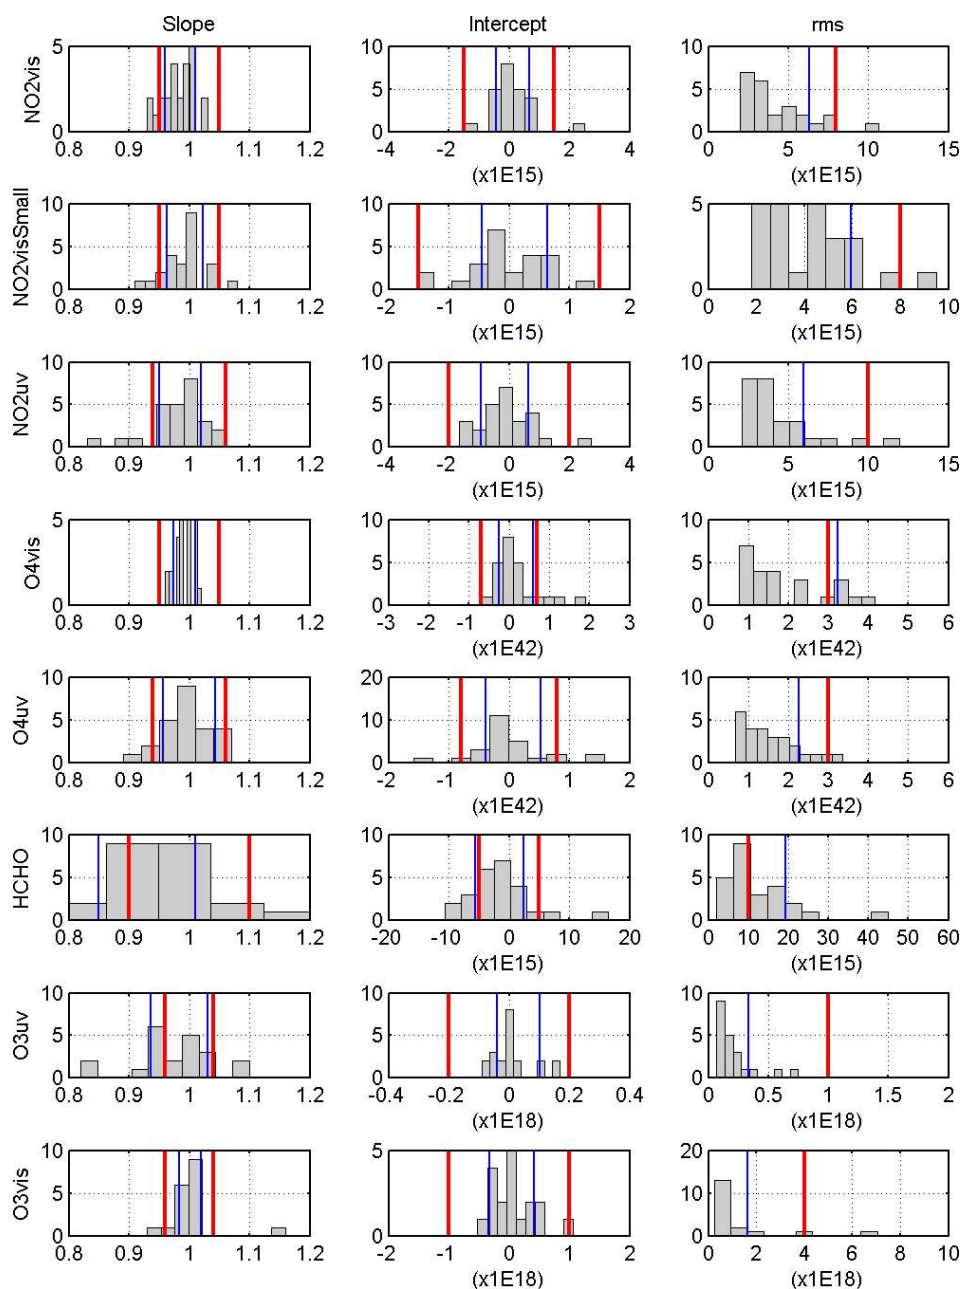 Slope Intercept rms
NO2vis
5
0
0.8 0.9 1 1.1 1.2
10
5
0
-4 -2 0 2 4
(x1E15)
10
5
0
0 5 10 15
(x1E15)
NO2visSmall
10
5
0
0.8 0.9 1 1.1 1.2
10
5
0
-2 -1 0 1 2
(x1E15)
5
0
2 4 6 8 10
(x1E15)
NO2uv
10
5
0
0.8 0.9 1 1.1 1.2
10
5
0
-4 -2 0 2 4
(x1E15)
10
5
0
0 5 10 15
(x1E15)
O4vis
5
0
0.8 0.9 1 1.1 1.2
10
5
0
-3 -2 -1 0 1 2 3
(x1E42)
10
5
0
1 2 3 4 5 6
(x1E42)
O4uv
10
5
0
0.8 0.9 1 1.1 1.2
20
10
0
-2 -1 0 1 2
(x1E42)
10
5
0
0 1 2 3 4 5 6
(x1E42)
HCHO
10
5
0
0.8 0.9 1 1.1 1.2
15
10
5
0
-20 -10 0 10 20
(x1E15)
10
5
0
0 10 20 30 40 50 60
(x1E15)
O3uv
10
5
0
0.8 0.9 1 1.1 1.2
10
5
0
-0.4 -0.2 0 0.2 0.4
(x1E18)
10
5
0
0 0.5 1 1.5 2
(x1E18)
O3vis
10
5
0
0.8 0.9 1 1.1 1.2
5
0
-2 -1 0 1 2
(x1E18)
20
10
0
0 2 4 6 8 10
(x1E18)